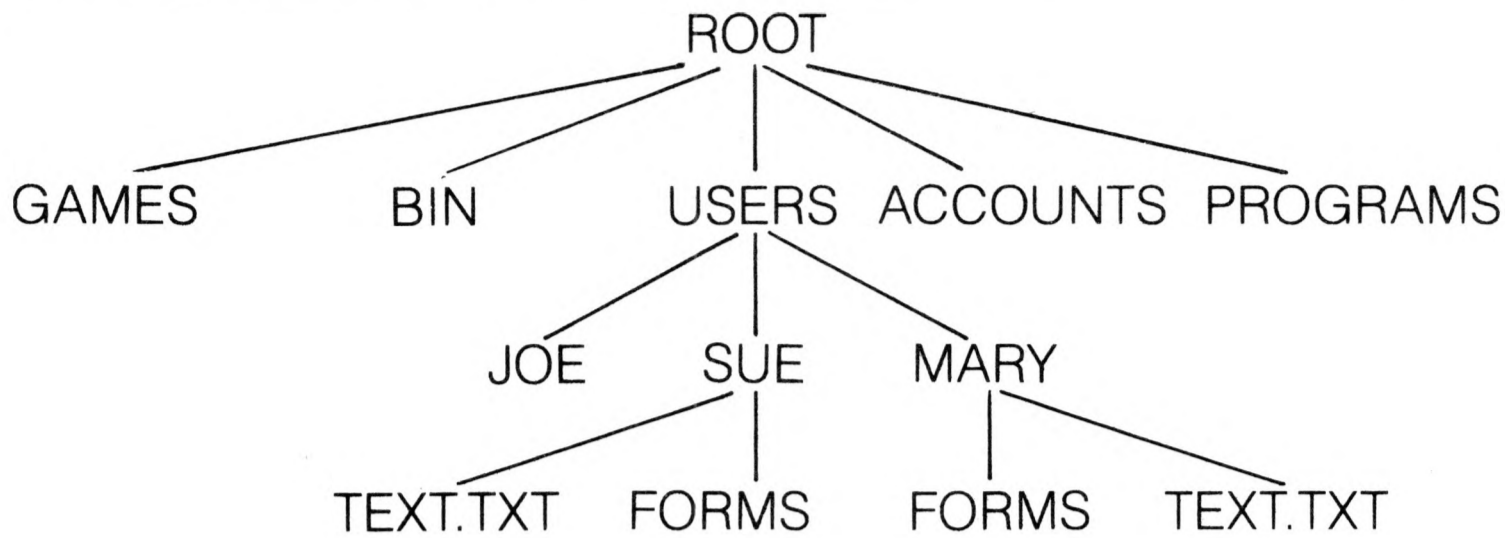 ROOT
GAMES BIN USERS ACCOUNTS PROGRAMS
JOE SUE MARY
TEXT.TXT FORMS FORMS TEXT.TXT